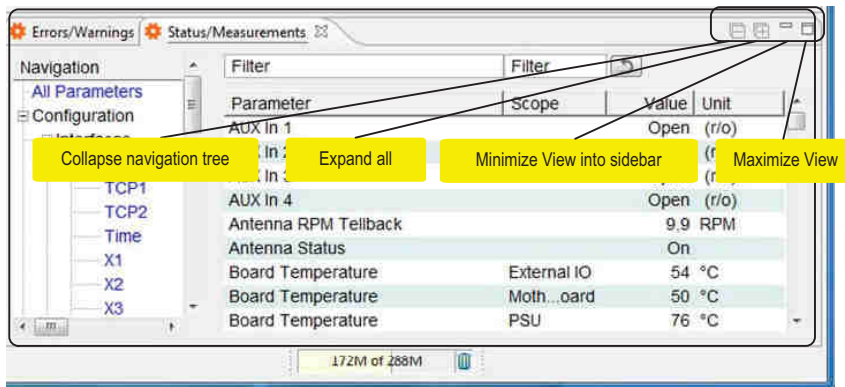 Errors/Warnings Status/Measurements
Navigation
All Parameters
Configuration
TCP1
TCP2
Time
X1
X2
X3
Filter Filter
Parameter Scope Value Unit
AUX In 1 Open (r/o)
AUX In 4 Open (r/o)
Antenna RPM Tellback 9,9 RPM
Antenna Status On
Board Temperature External IO 54 °C
Board Temperature Moth...oard 50 °C
Board Temperature PSU 76 °C
Collapse navigation tree
Expand all
Minimize View into sidebar
Maximize View
172M of 288M